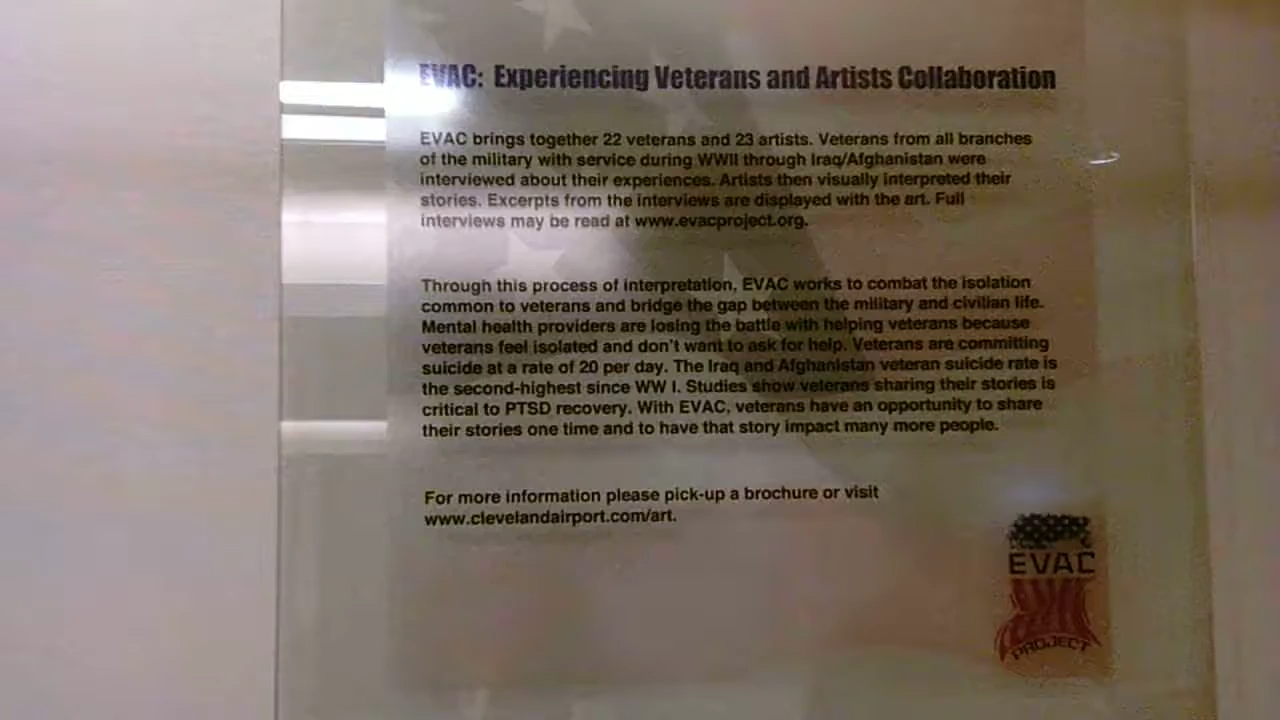 EVAC: Experiencing Veterans and Artists Collaboration
EVAC brings together 22 veterans and 23 artists. Veterans from all branches
of the military with service during WWII through Iraq/Afghanistan were
interviewed about their experiences. Artists then visually interpreted their
stories. Excerpts from the interviews are displayed with the art. Full
interviews may be read at www.evacproject.org.
Through this process of interpretation, EVAC works to combat the isolation
common to veterans and bridge the gap between the military and civilian life.
Mental health providers are losing the battle with helping veterans because
veterans feel isolated and don't want to ask for help. Veterans are committing
suicide at a rate of 20 per day. The Iraq and Afghanistan veteran suicide rate is
the second-highest since WW I. Studies show veterans sharing their stories is
critical to PTSD recovery. With EVAC, veterans have an opportunity to share
their stories one time and to have that story impact many more people.
For more information please pick-up a brochure or visit
www.clevelandairport.com/art.
EVAC
PROJECT